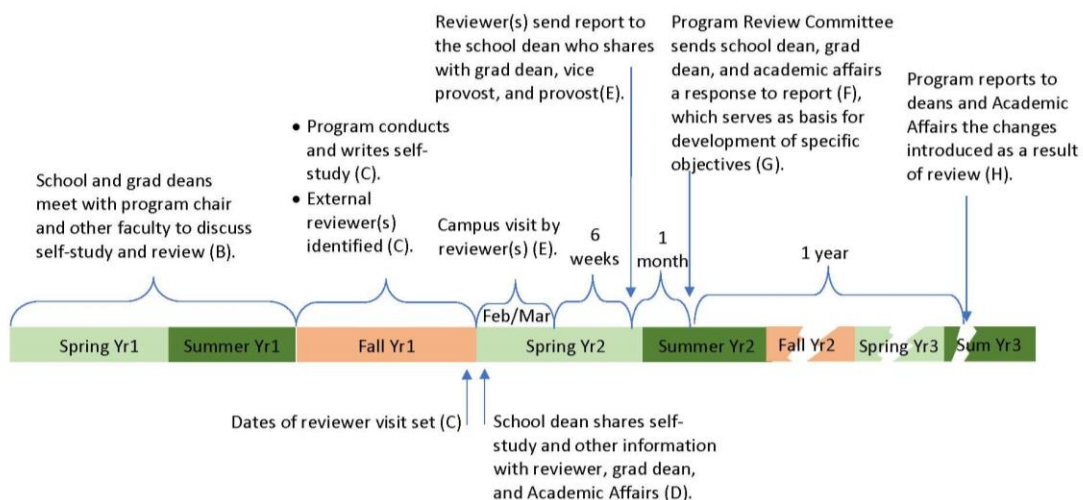 Reviewer(s) send report to
the school dean who shares
with grad dean, vice
provost, and provost(E).
Program Review Committee
sends school dean, grad
dean, and academic affairs
a response to report (F),
which serves as basis for
development of specific
objectives (G).
Program reports to
deans and Academic
Affairs the changes
introduced as a result
of review (H).
• Program conducts
and writes self-
study (C).
• External
reviewer(s)
identified (C).
School and grad deans
meet with program chair
and other faculty to discuss
self-study and review (B).
Campus visit by
reviewer(s) (E).
6
weeks
1
month
1 year
Feb/Mar
Spring Yr1
Summer Yr1
Fall Yr1
Spring Yr2
Summer Yr2
Fall Yr2
Spring Yr3
Sum Yr3
Dates of reviewer visit set (C)
School dean shares self-
study and other information
with reviewer, grad dean,
and Academic Affairs (D).